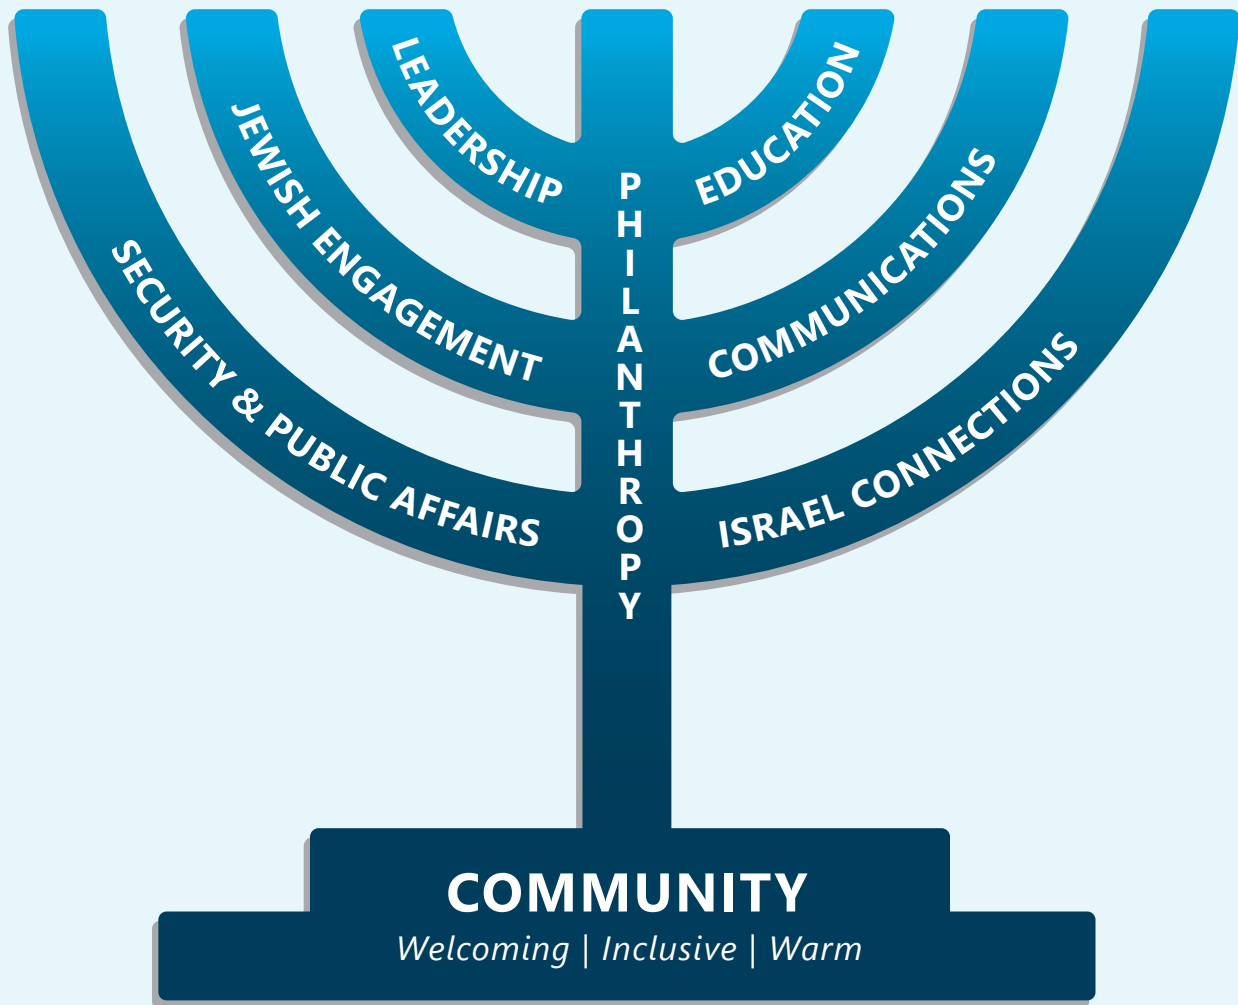 LEADERSHIP
EDUCATION
JEWISH ENGAGEMENT
COMMUNICATIONS
SECURITY & PUBLIC AFFAIRS
ISRAEL CONNECTIONS
PHILANTHROPY
COMMUNITY
Welcoming | Inclusive | Warm